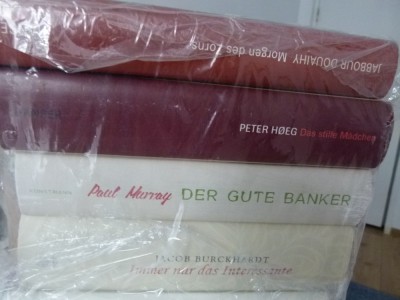 JABBOUR DOUAIHY Morgen des Zorns
PETER HØEG Das stille Mädchen
Paul Murray DER GUTE BANKER
JACOB BURCKHARDT
Immer nur das Interessante